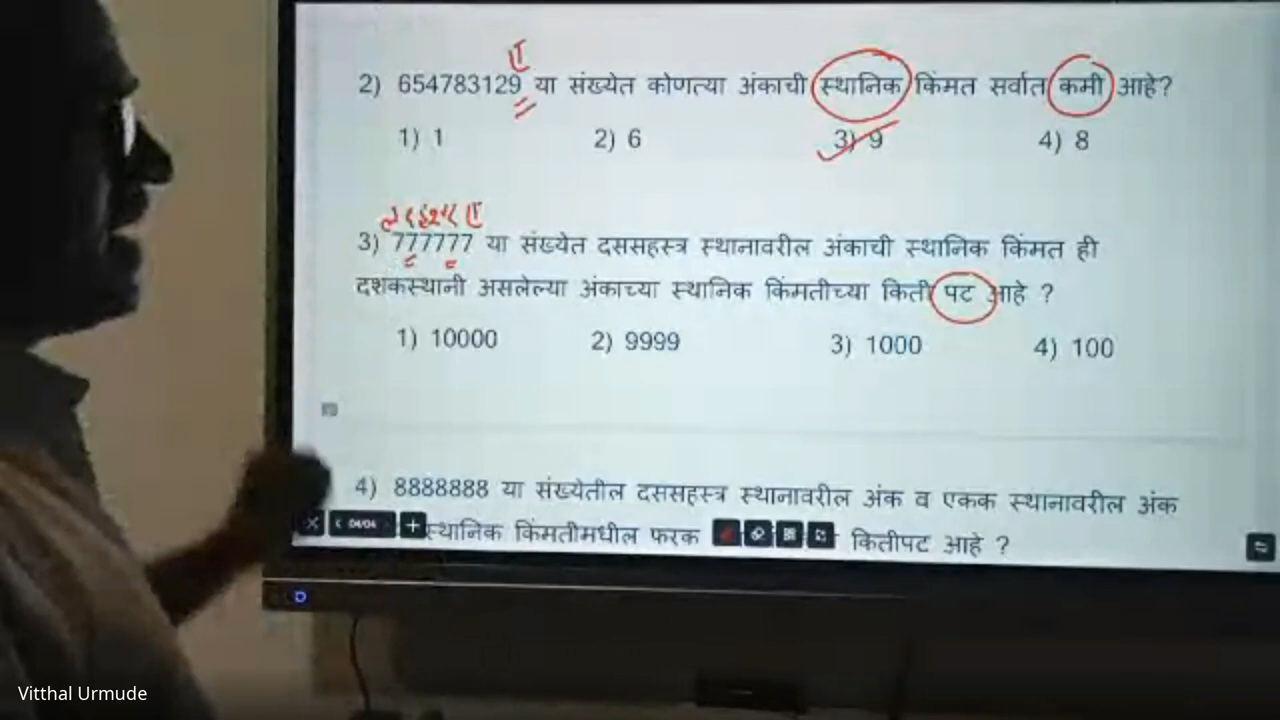 2) 654783129 या संख्येत कोणत्या अंकाची स्थानिक किंमत सर्वात कमी आहे?
1) 1 2) 6 3) 9 4) 8
3) 777777 या संख्येत दससहस्त्र स्थानावरील अंकाची स्थानिक किंमत ही
दशकस्थानी असलेल्या अंकाच्या स्थानिक किंमतीच्या किती पट आहे ?
1) 10000 2) 9999 3) 1000 4) 100
4) 8888888 या संख्येतील दससहस्त्र स्थानावरील अंक व एकक स्थानावरील अंक
स्थानिक किंमतीमधील फरक कितीपट आहे ?
04/04
Vitthal Urmude